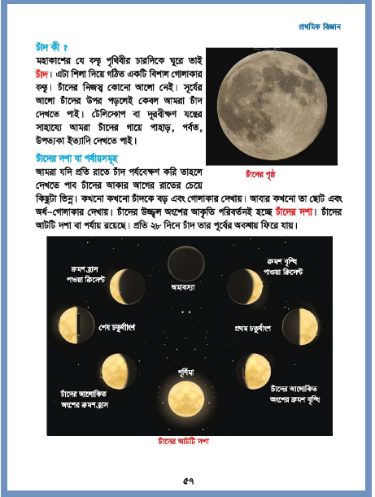 প্রাথমিক বিজ্ঞান
চাঁদ কী ?
মহাকাশের যে বস্তু পৃথিবীর চারদিকে ঘুরে তাই
চাঁদ। এটা শিলা দিয়ে গঠিত একটি বিশাল গোলাকার
বস্তু। চাঁদের নিজস্ব কোনো আলো নেই। সূর্যের
আলো চাঁদের উপর পড়লেই কেবল আমরা চাঁদ
দেখতে পাই। টেলিস্কোপ বা দূরবীক্ষণ যন্ত্রের
সাহায্যে আমরা চাঁদের গায়ে পাহাড়, পর্বত,
উপত্যকা ইত্যাদি দেখতে পাই।
চাঁদের পৃষ্ঠ
চাঁদের দশা বা পর্যায়সমূহ
আমরা যদি প্রতি রাতে চাঁদ পর্যবেক্ষণ করি তাহলে
দেখতে পাব চাঁদের আকার আগের রাতের চেয়ে
কিছুটা ভিন্ন। কখনো কখনো চাঁদকে বড় এবং গোলাকার দেখায়। আবার কখনো তা ছোট এবং
অর্ধ-গোলাকার দেখায়। চাঁদের উজ্জ্বল অংশের আকৃতি পরিবর্তনই হচ্ছে চাঁদের দশা। চাঁদের
আটটি দশা বা পর্যায় রয়েছে। প্রতি ২৮ দিনে চাঁদ তার পূর্বের অবস্থায় ফিরে যায়।
ক্রমশ হ্রাস
পাওয়া ক্রিসেন্ট
অমাবস্যা
ক্রমশ বৃদ্ধি
পাওয়া ক্রিসেন্ট
শেষ চতুর্থাংশ
প্রথম চতুর্থাংশ
চাঁদের আলোকিত
অংশের ক্রমশ হ্রাস
পূর্ণিমা
চাঁদের আলোকিত
অংশের ক্রমশ বৃদ্ধি
চাঁদের আটটি দশা
৫৭